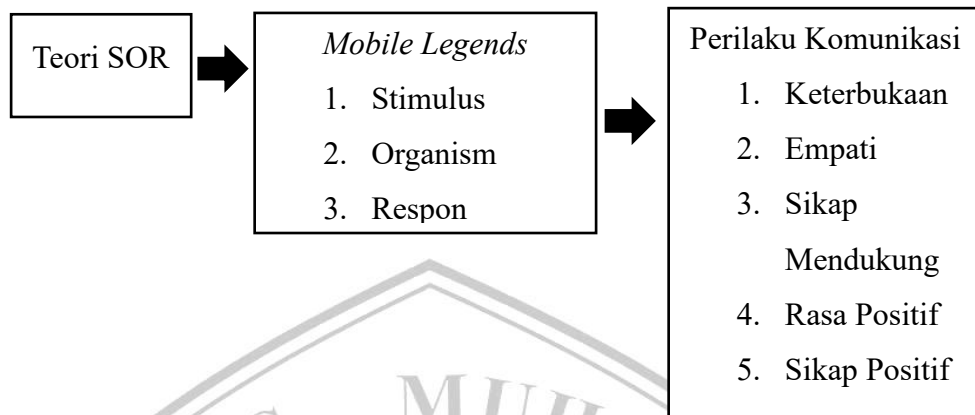 Teori SOR
Mobile Legends
1. Stimulus
2. Organism
3. Respon
Perilaku Komunikasi
1. Keterbukaan
2. Empati
3. Sikap
Mendukung
4. Rasa Positif
5. Sikap Positif